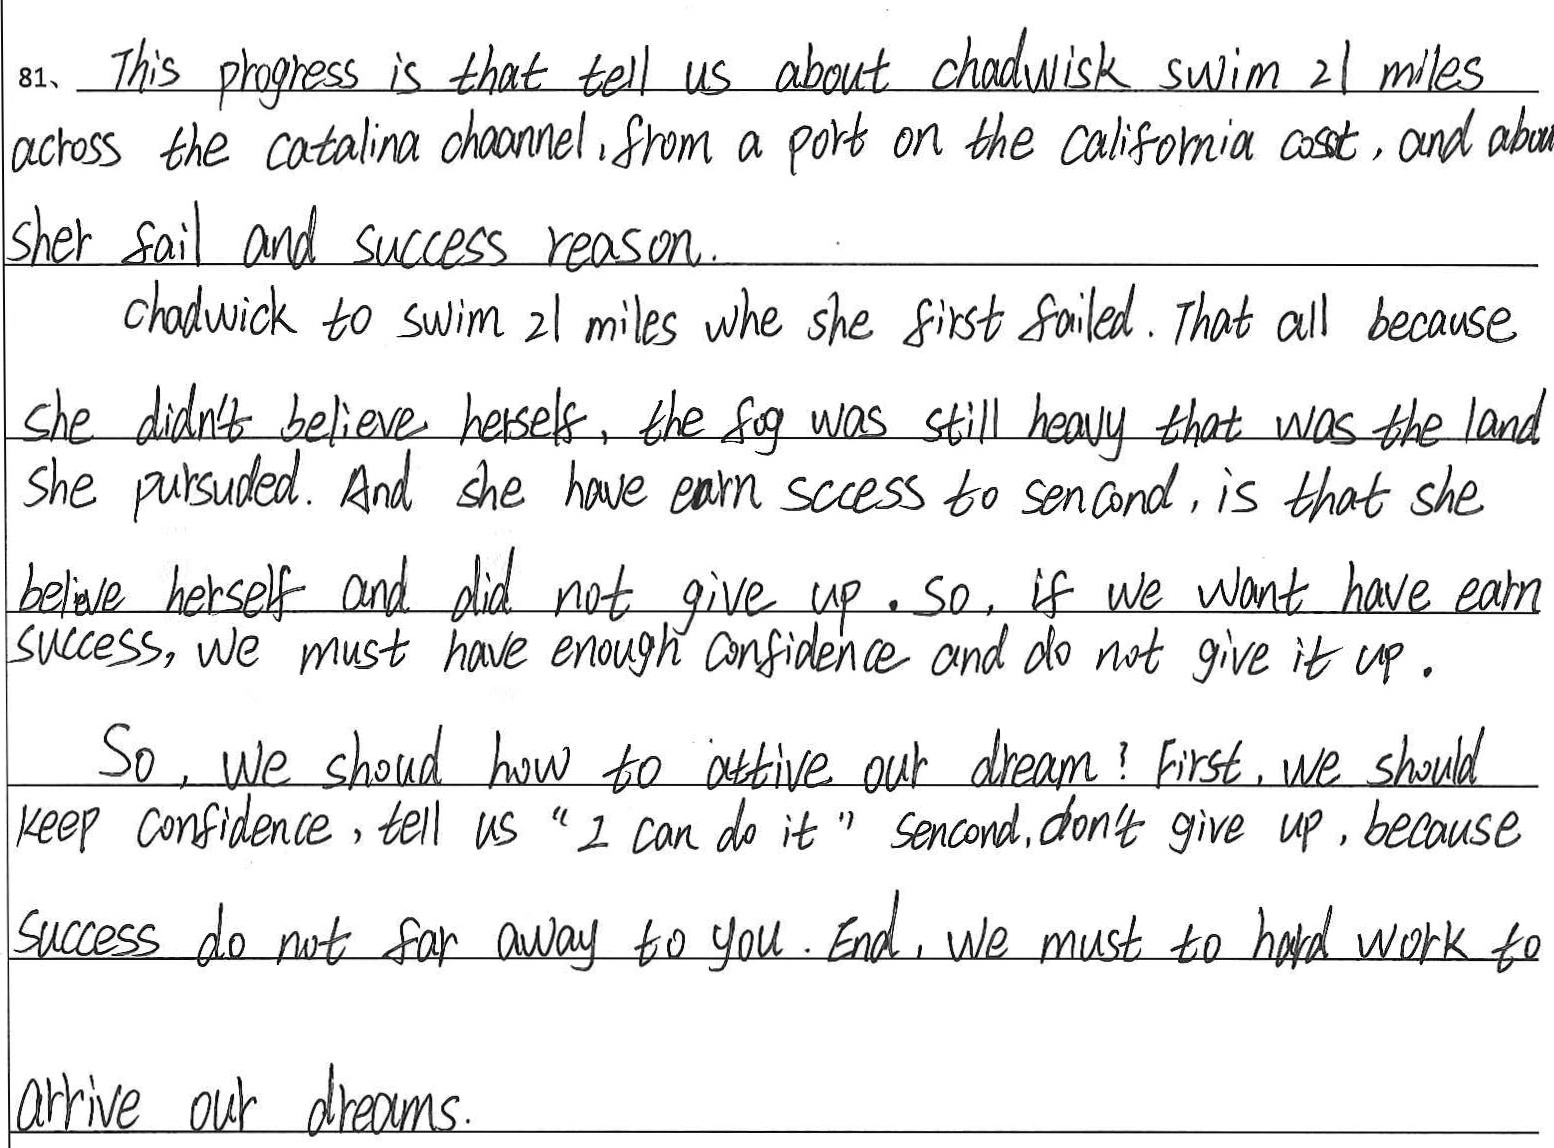 81、 This progress is that tell us about chadwisk swim 21 miles
across the catalina chaannel, from a port on the california cosst, and abou
sher fail and success reason.
chadwick to swim 21 miles whe she first failed. That all because
she didn't believe herself, the fog was still heavy that was the land
she pursuded. And she have earn sccess to sencond, is that she
belive herself and did not give up. So, if we want have earn
success, we must have enough confidence and do not give it up.
So, we shoud how to attive our dream? First, we should
keep confidence, tell us "I can do it" sencond, don't give up, because
success do not far away to you. End, we must to hard work to
arrive our dreams.